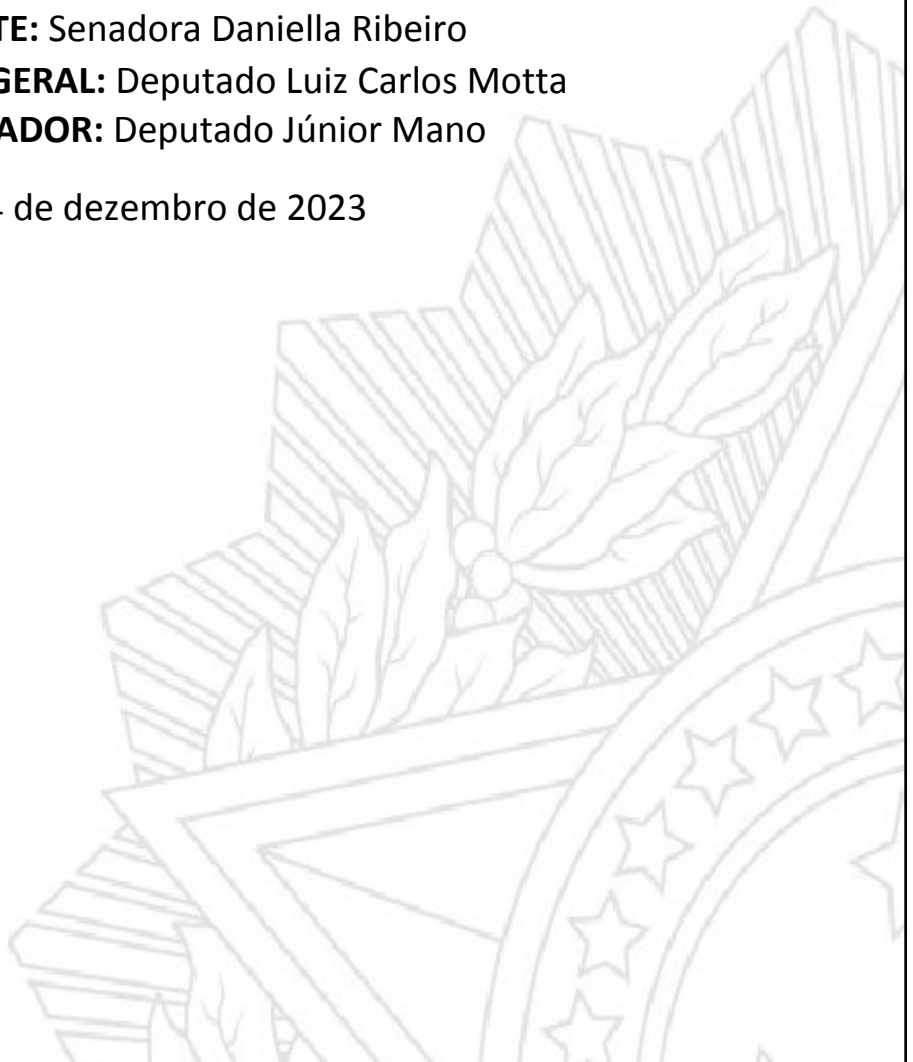 TE: Senadora Daniella Ribeiro
GERAL: Deputado Luiz Carlos Motta
ADOR: Deputado Júnior Mano
de dezembro de 2023